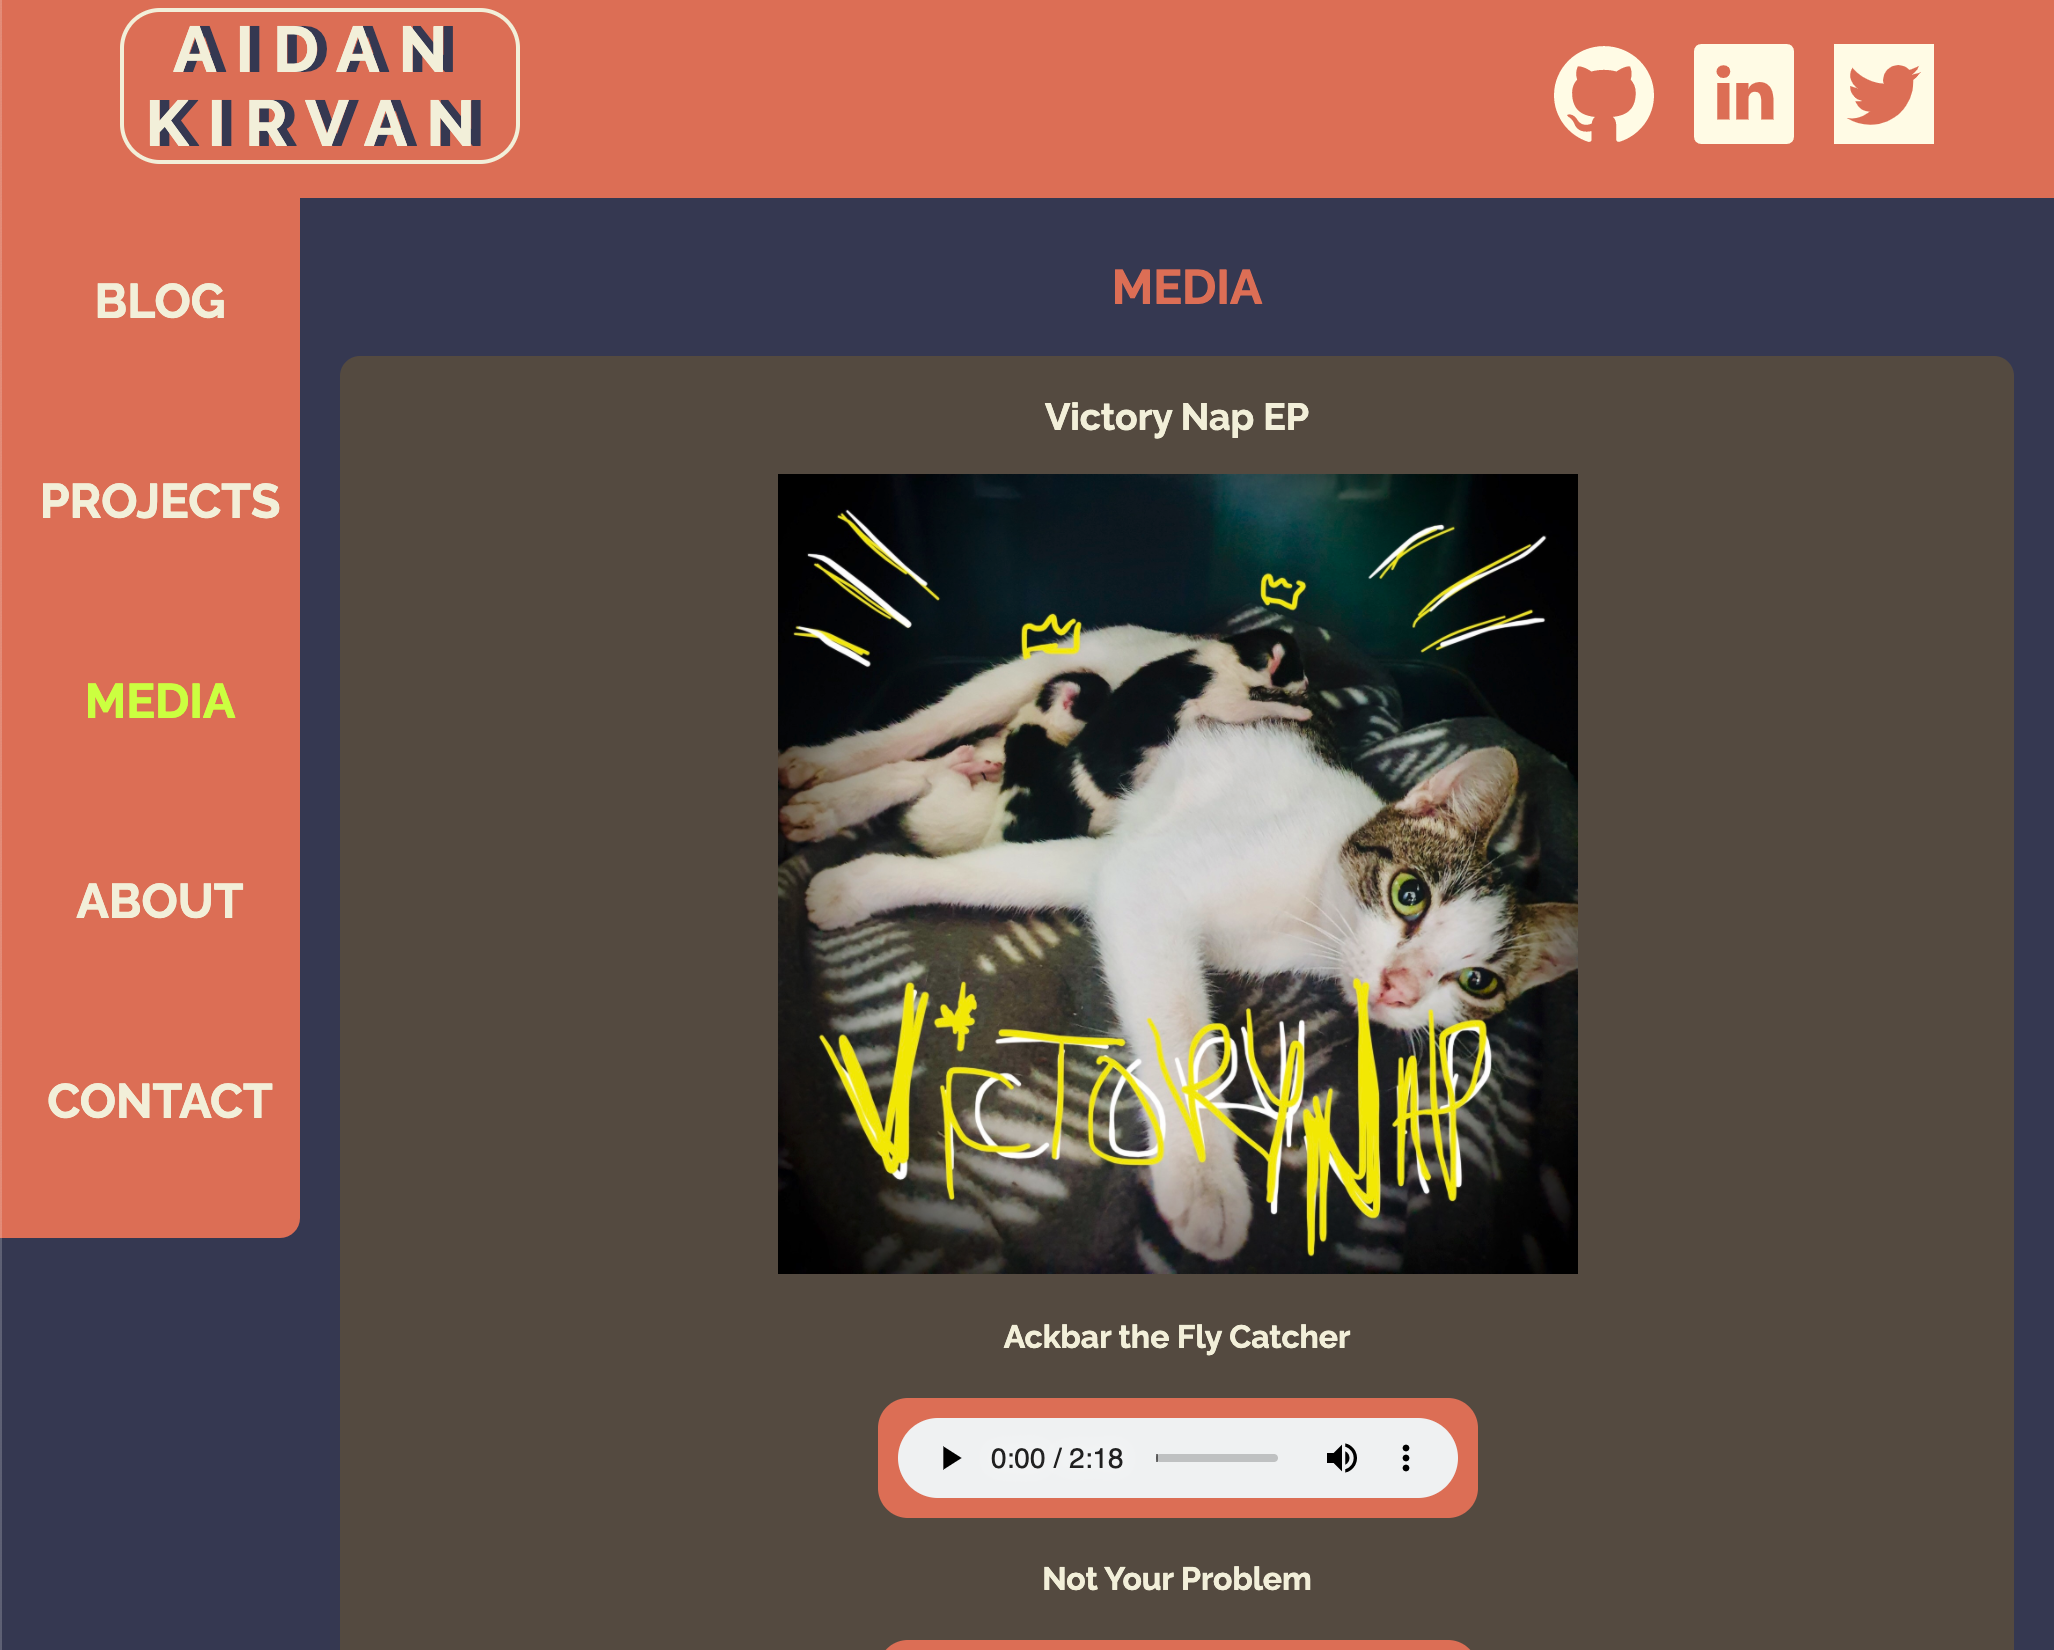 AIDAN
KIRVAN
in
BLOG
PROJECTS
MEDIA
ABOUT
CONTACT
MEDIA
Victory Nap EP
ViCTORY NAP
Ackbar the Fly Catcher
0:00 / 2:18
Not Your Problem